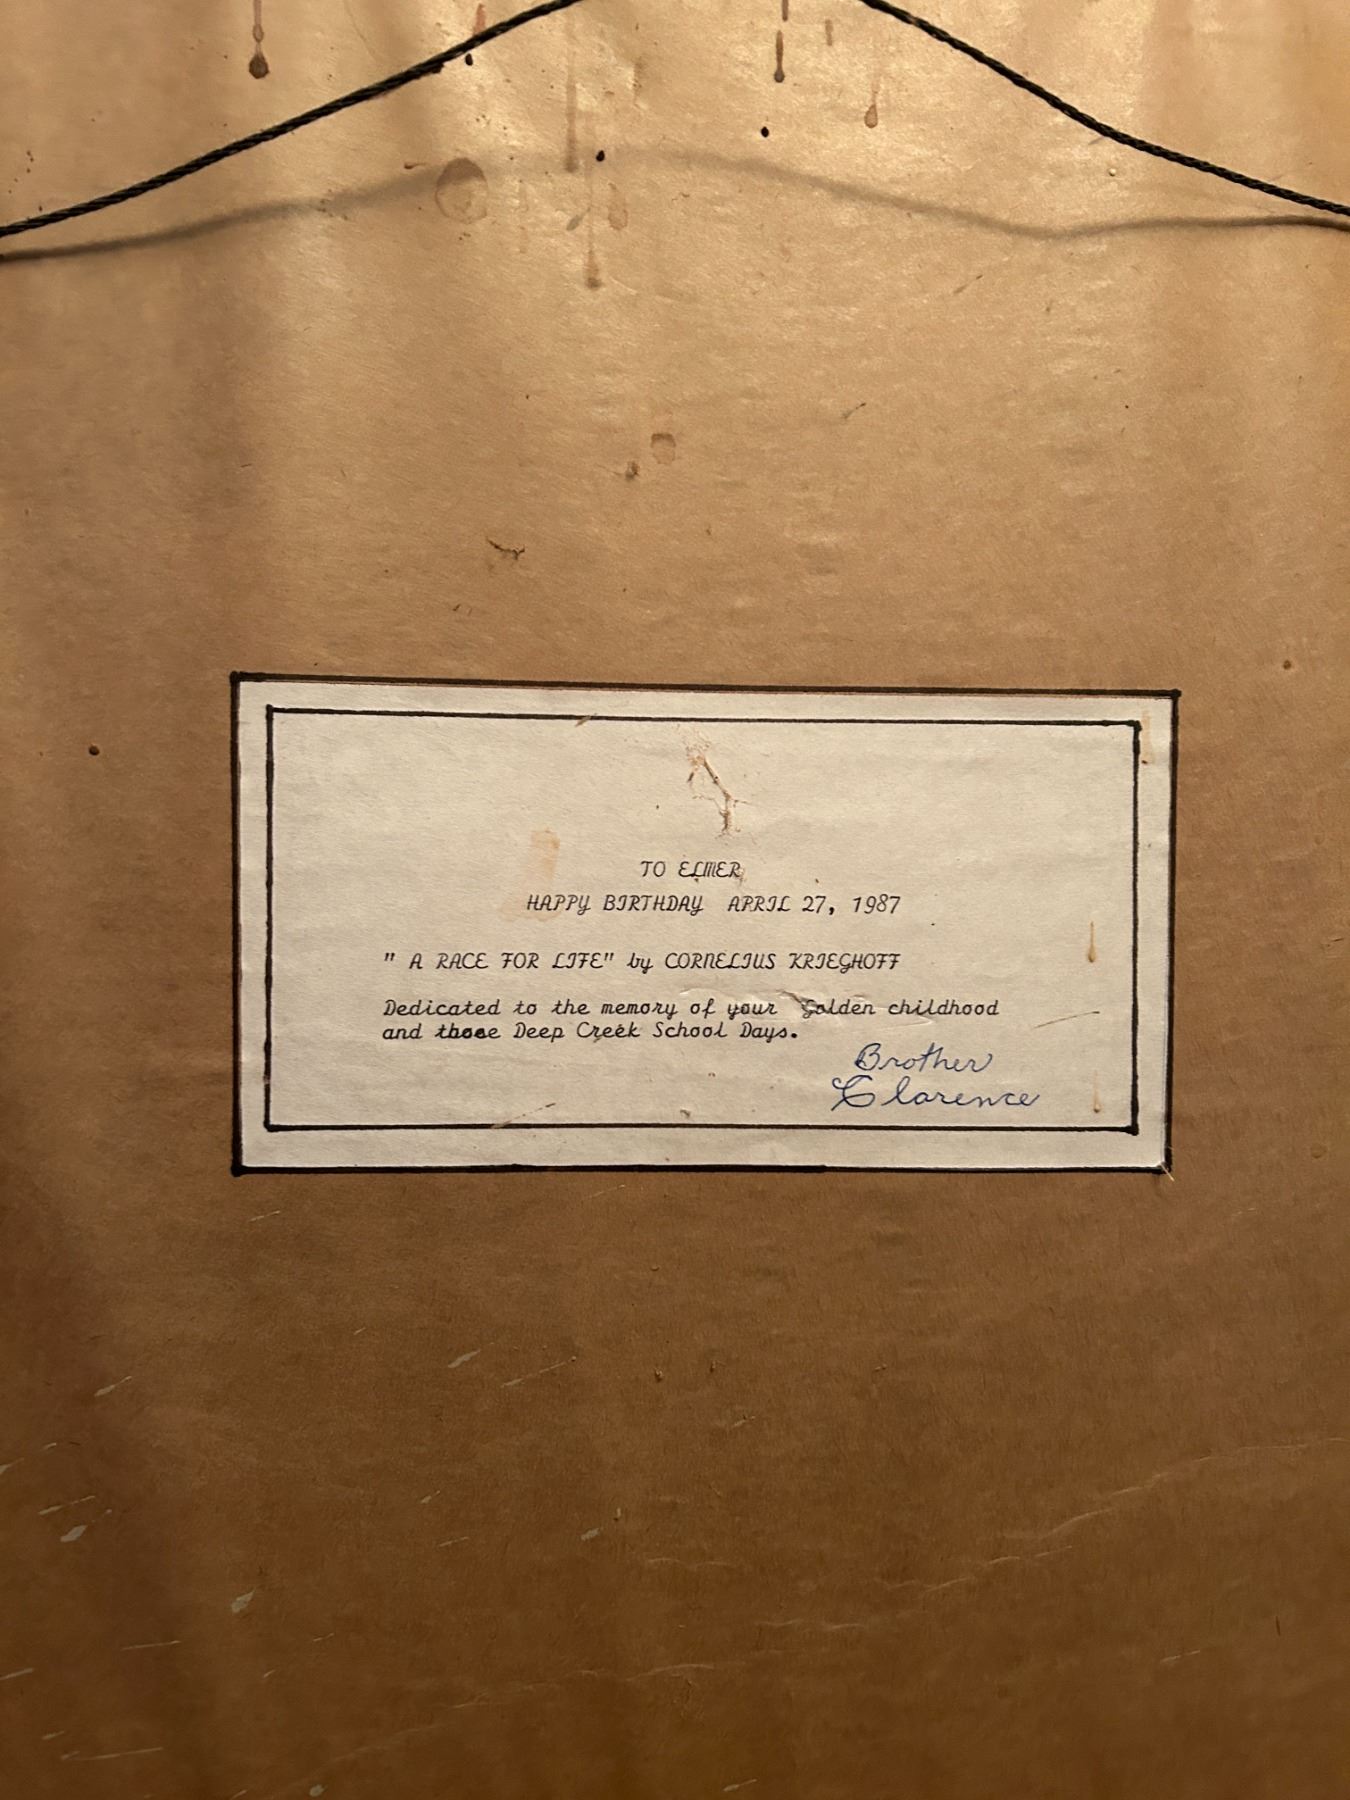 TO ELMER
HAPPY BIRTHDAY APRIL 27, 1987
" A RACE FOR LIFE" by CORNELIUS KRIEGHOFF
Dedicated to the memory of your Golden childhood
and those Deep Creek School Days.
Brother
Clarence